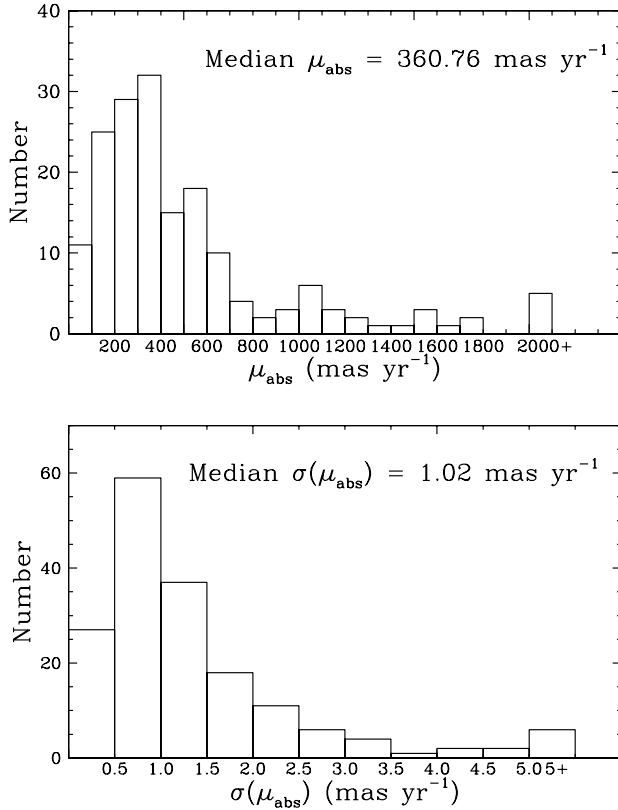 40
Median μabs = 360.76 mas yr−1
30
20
10
0
Number
200 400 600 800 1000 1200 1400 1600 1800 2000+
μabs (mas yr−1)
Median σ(μabs) = 1.02 mas yr−1
60
40
20
0
Number
0.5 1.0 1.5 2.0 2.5 3.0 3.5 4.0 4.5 5.0 5+
σ(μabs) (mas yr−1)